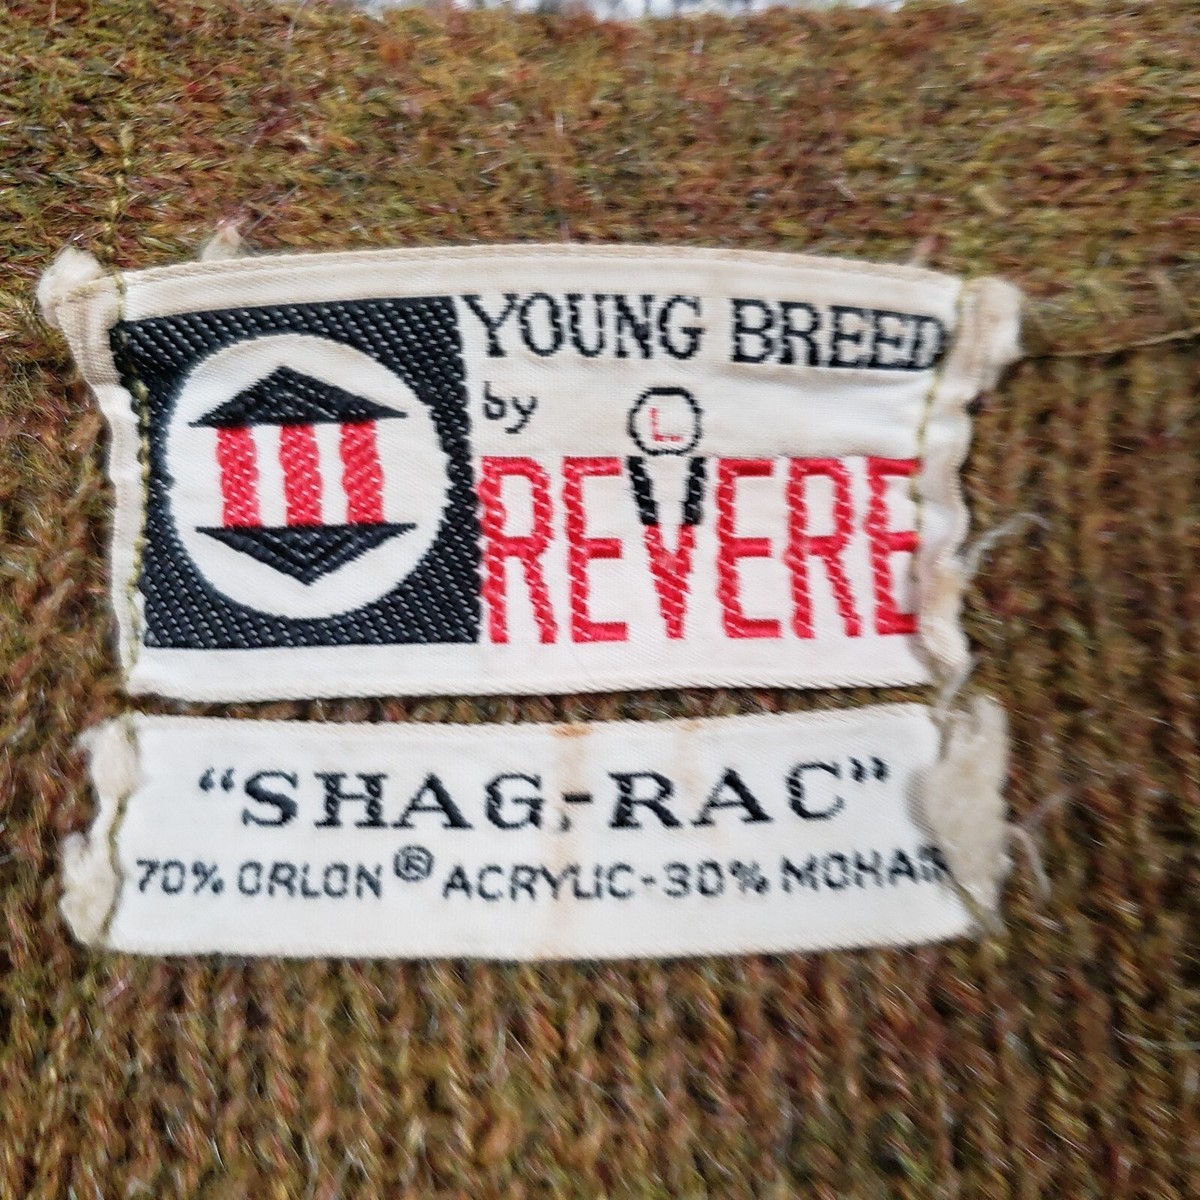 YOUNG BREED
by L
REVERE
"SHAG-RAC"
70% ORLON® ACRYLIC-30% MOHAIR